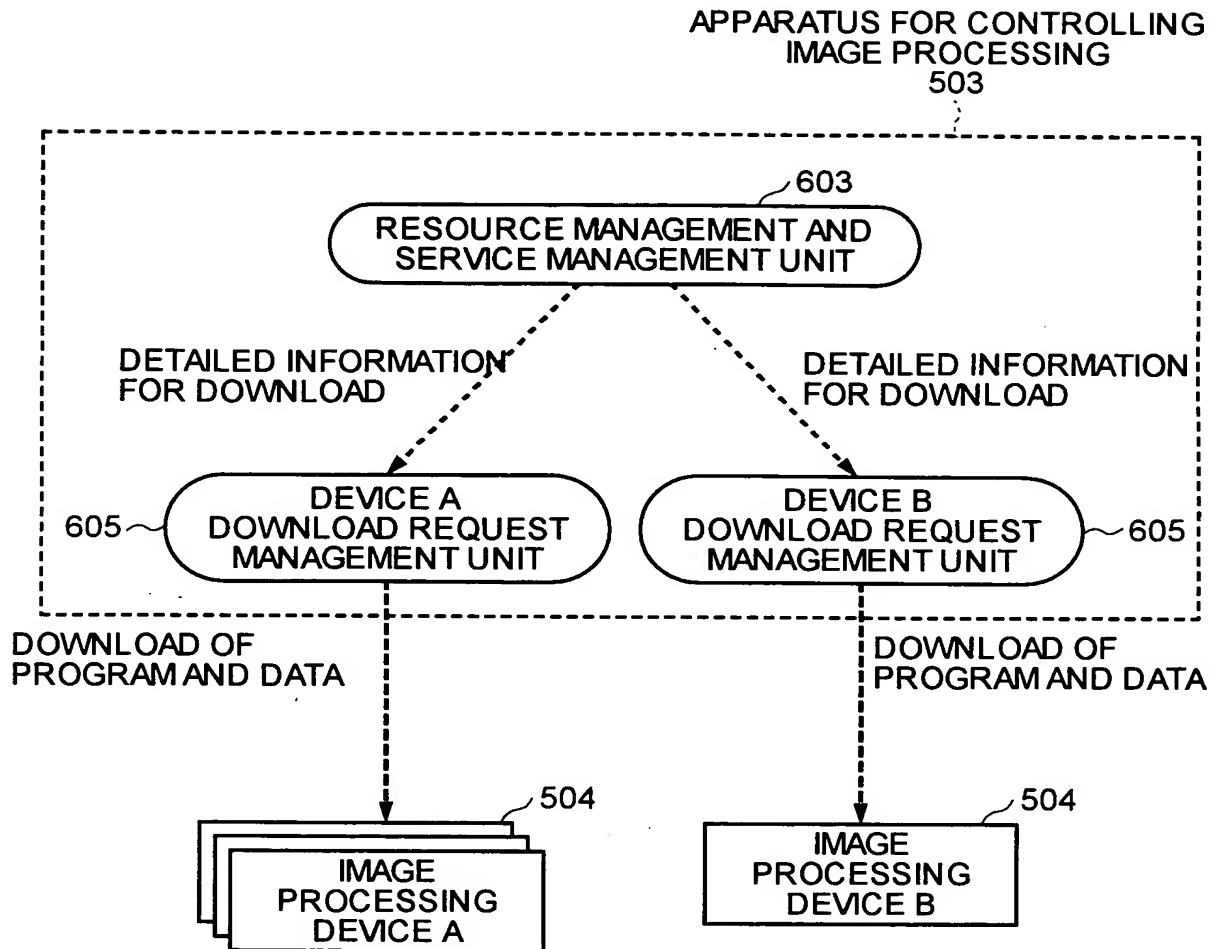 APPARATUS FOR CONTROLLING
IMAGE PROCESSING
503
603
RESOURCE MANAGEMENT AND
SERVICE MANAGEMENT UNIT
DETAILED INFORMATION
FOR DOWNLOAD
DETAILED INFORMATION
FOR DOWNLOAD
605
DEVICE A
DOWNLOAD REQUEST
MANAGEMENT UNIT
DEVICE B
DOWNLOAD REQUEST
MANAGEMENT UNIT
605
DOWNLOAD OF
PROGRAM AND DATA
DOWNLOAD OF
PROGRAM AND DATA
504
IMAGE
PROCESSING
DEVICE A
504
IMAGE
PROCESSING
DEVICE B